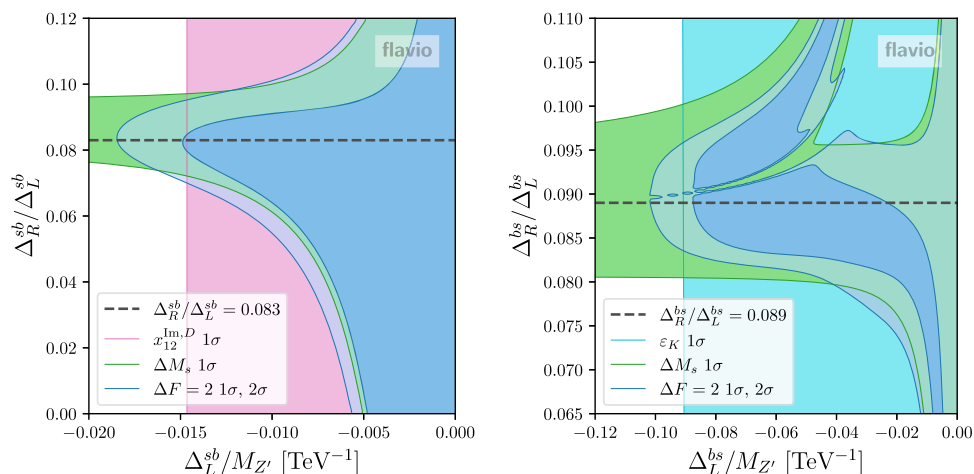 0.12
0.10
0.08
0.06
0.04
0.02
0.00
Δ_R^{sb}/Δ_L^{sb}
flavio
Δ_R^{sb}/Δ_L^{sb} = 0.083
x_{12}^{Im,D} 1σ
ΔM_s 1σ
ΔF = 2 1σ, 2σ
−0.020 −0.015 −0.010 −0.005 0.00
Δ_L^{sb}/M_{Z′} [TeV⁻¹]
0.110
0.105
0.100
0.095
0.090
0.085
0.080
0.075
0.070
0.065
Δ_R^{bs}/Δ_L^{bs}
flavio
Δ_R^{bs}/Δ_L^{bs} = 0.089
ε_K 1σ
ΔM_s 1σ
ΔF = 2 1σ, 2σ
−0.12 −0.10 −0.08 −0.06 −0.04 −0.02 0.00
Δ_L^{bs}/M_{Z′} [TeV⁻¹]